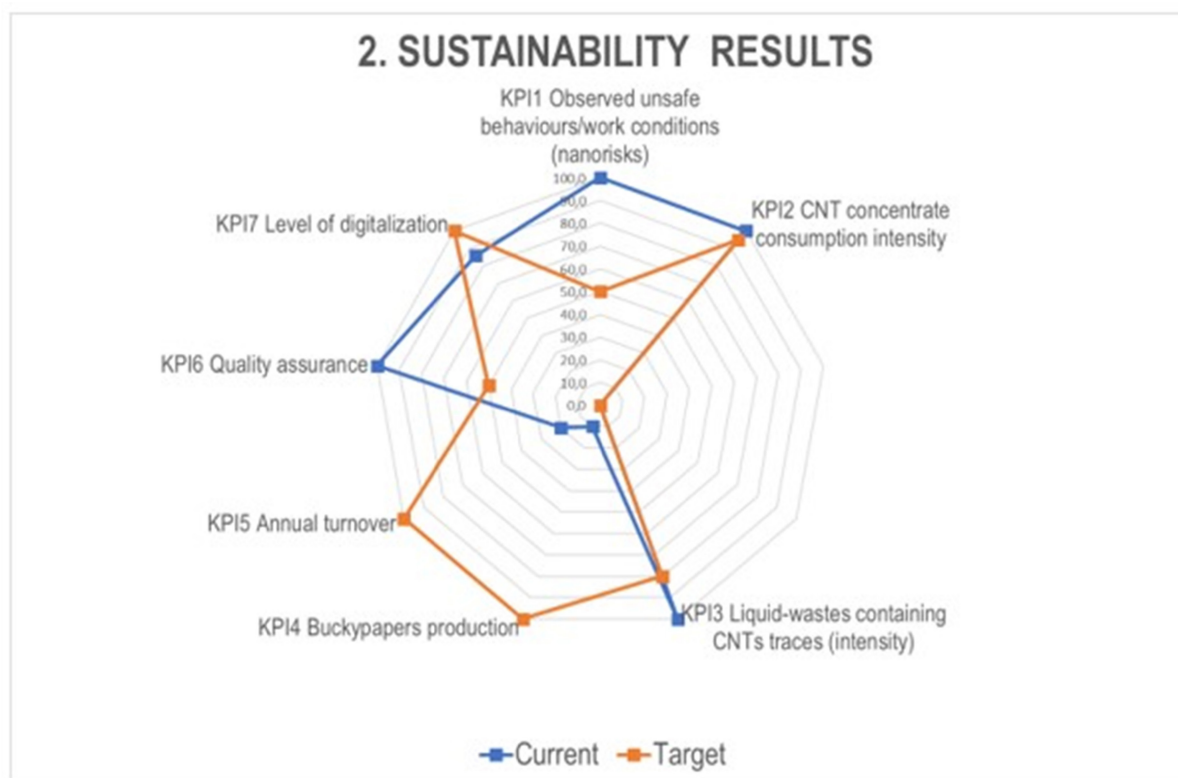 2. SUSTAINABILITY RESULTS
KPI1 Observed unsafe
behaviours/work conditions
(nanorisks)
100,0
90,0
80,0
70,0
60,0
50,0
40,0
30,0
20,0
10,0
0,0
KPI2 CNT concentrate
consumption intensity
KPI7 Level of digitalization
KPI6 Quality assurance
KPI5 Annual turnover
KPI4 Buckypapers production
KPI3 Liquid-wastes containing
CNTs traces (intensity)
Current
Target